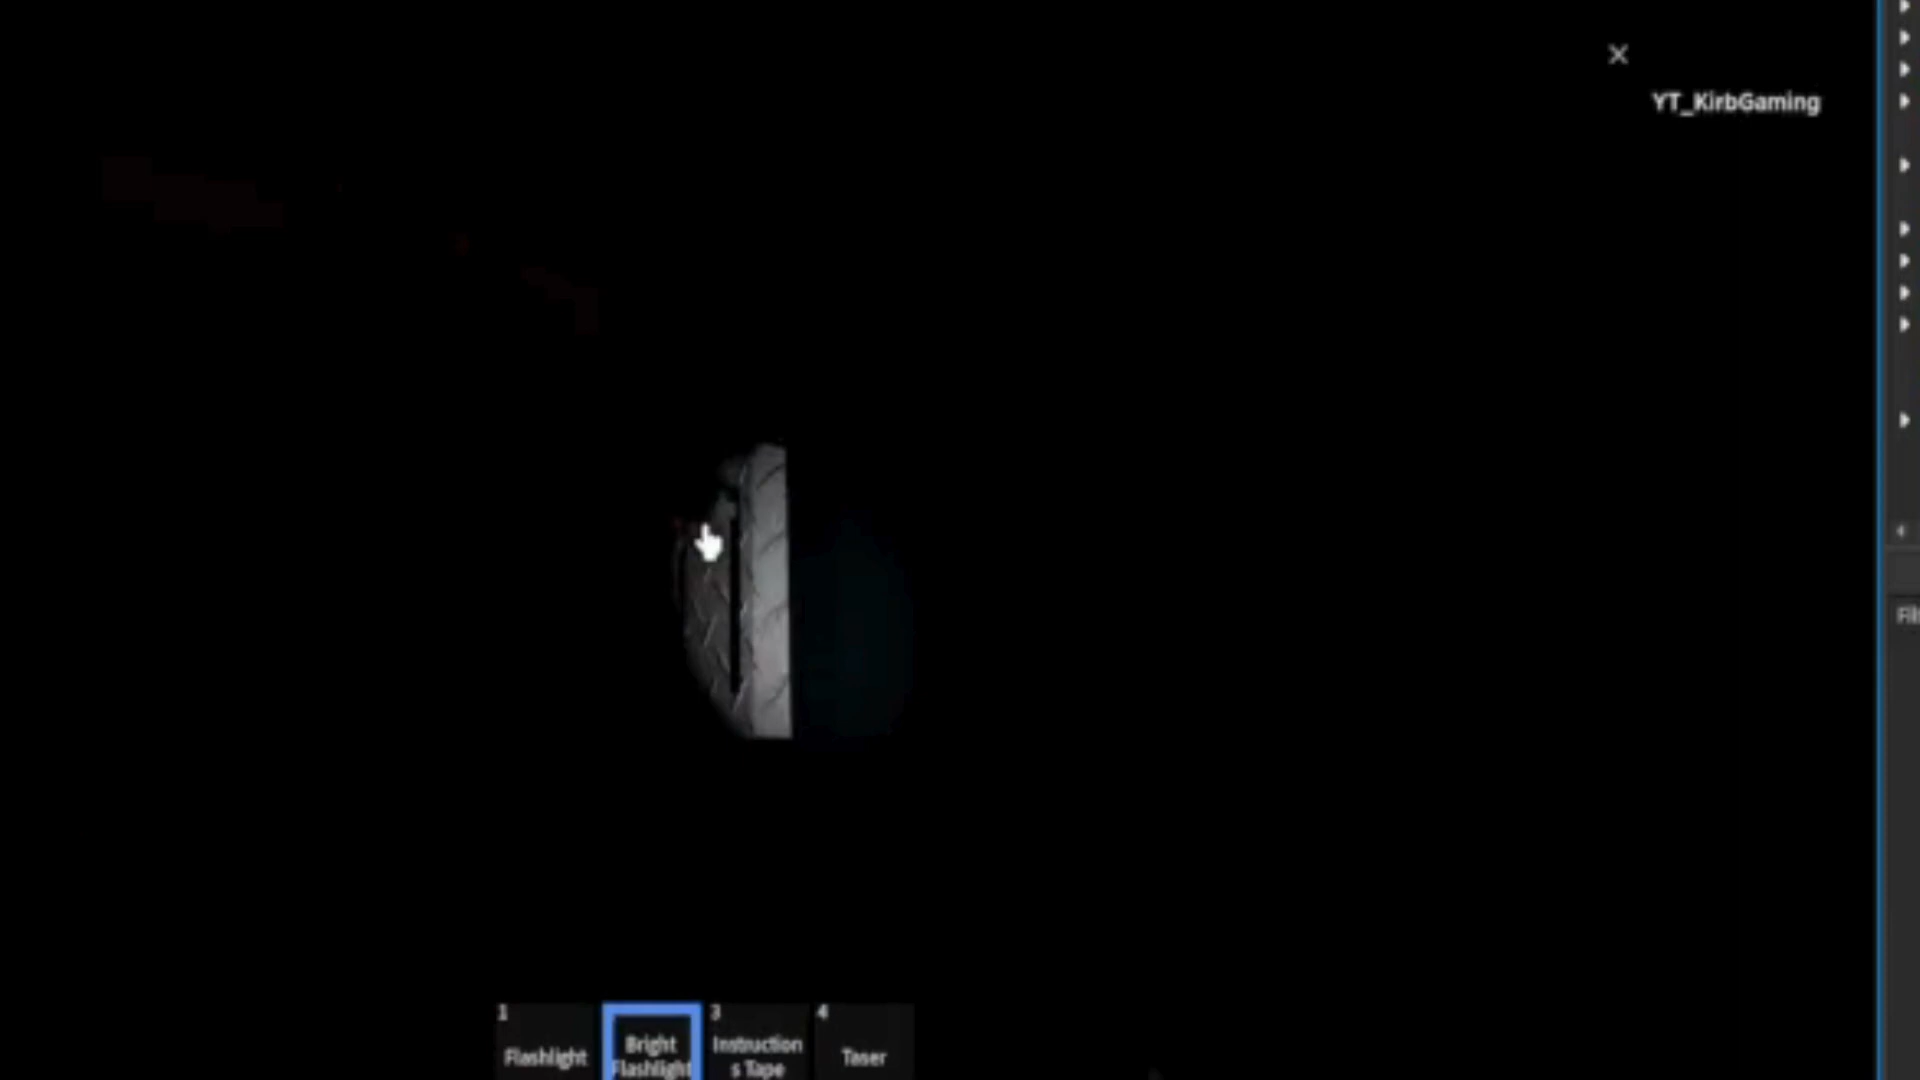 YT_KirbGaming
1
Flashlight
Bright
Flashlight
3
Instruction
s Tape
4
Taser